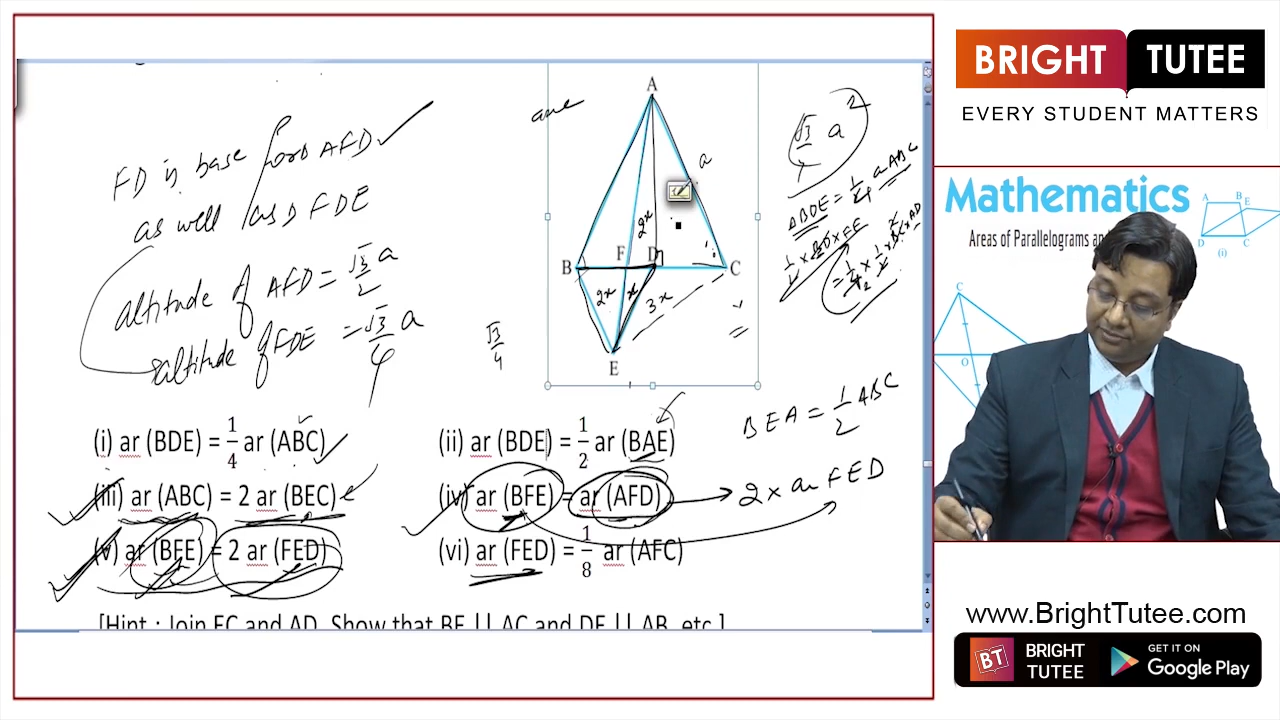 BRIGHT TUTEE
EVERY STUDENT MATTERS
Mathematics
Areas of Parallelograms and
A
B
E
D
C
(i)
C
O
FD is base for AFD
as well as FDE
altitude of AFD = √3/2 a
altitude of FDE = √3/4 a
√3/4
A
a
2x
B
F
D
C
2x
x
3x
E
√3/4 a²
ΔBDE = 1/4 ar ABC
BEA = 1/2 ABC
(i) ar (BDE) = 1/4 ar (ABC)
(ii) ar (BDE) = 1/2 ar (BAE)
(iii) ar (ABC) = 2 ar (BEC)
(iv) ar (BFE) = ar (AFD)
2 x ar FED
(v) ar (BFE) = 2 ar (FED)
(vi) ar (FED) = 1/8 ar (AFC)
[Hint : Join EC and AD. Show that BE || AC and DE || AB, etc.]
www.BrightTutee.com
BT
BRIGHT TUTEE
GET IT ON
Google Play